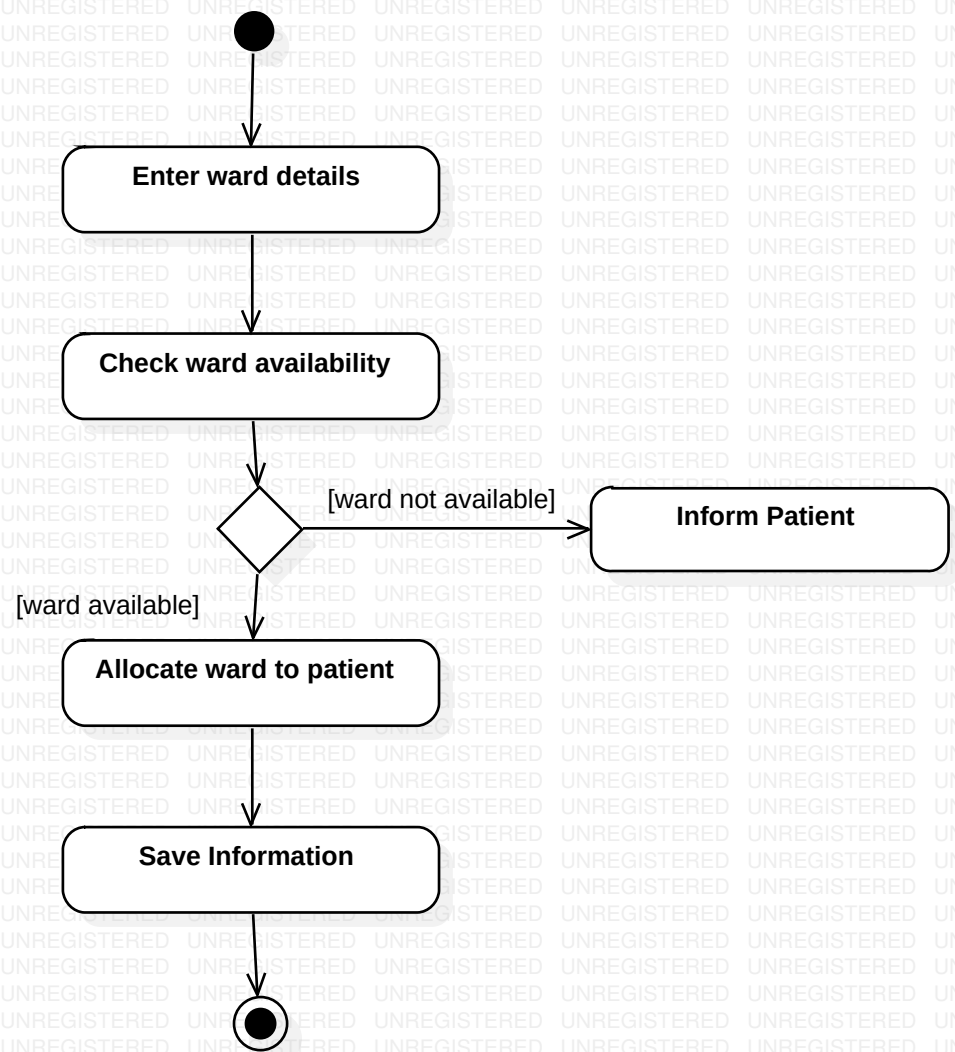 Enter ward details
Check ward availability
[ward not available]
Inform Patient
[ward available]
Allocate ward to patient
Save Information
UNREGISTERED